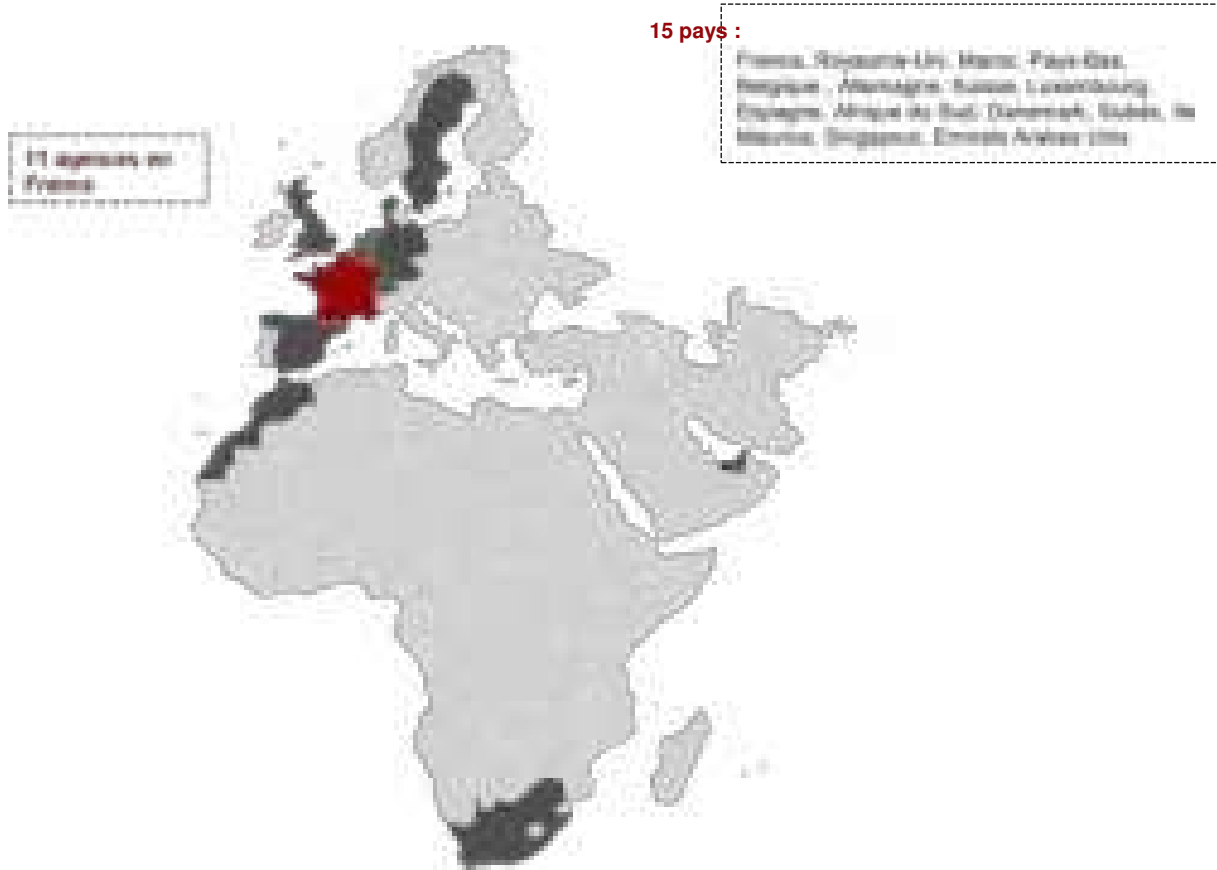 15 pays :
France, Royaume-Uni, Maroc, Pays-Bas,
Belgique, Allemagne, Suisse, Luxembourg,
Espagne, Afrique du Sud, Danemark, Suède, Ile
Maurice, Singapour, Emirats Arabes Unis
11 agences en
France